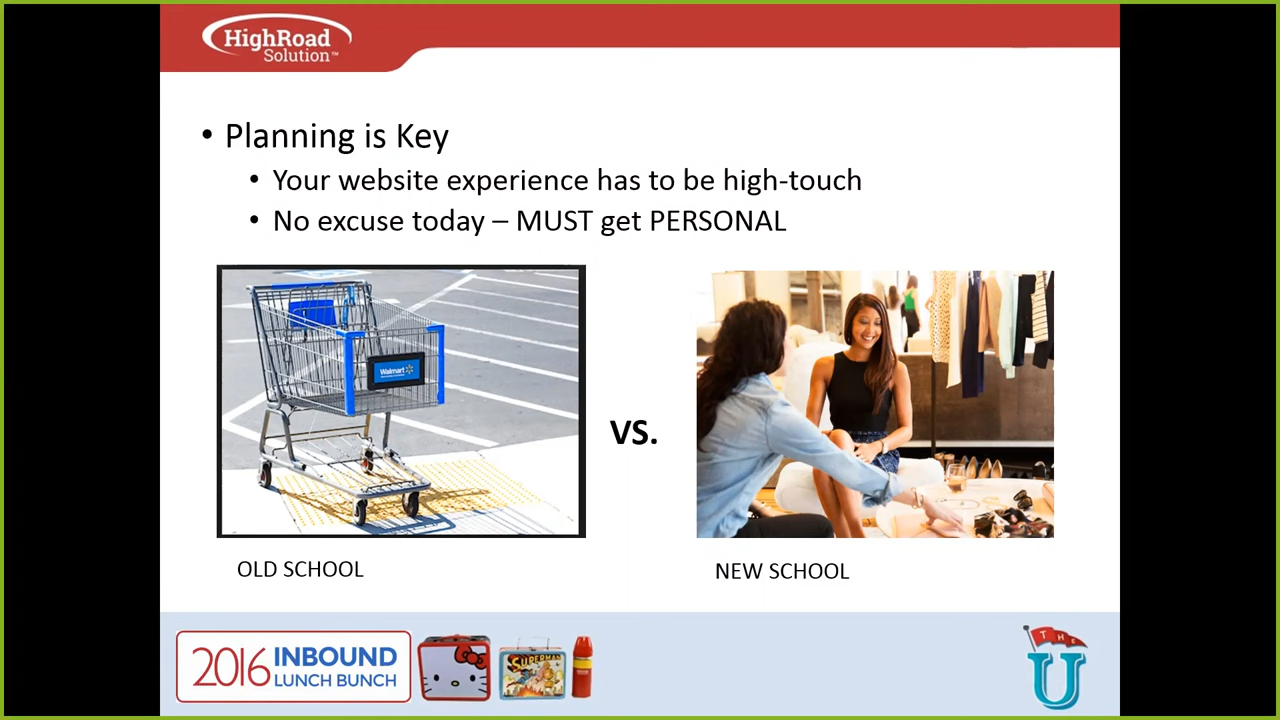 HighRoad
Solution™
• Planning is Key
• Your website experience has to be high-touch
• No excuse today – MUST get PERSONAL
Walmart
VS.
OLD SCHOOL
NEW SCHOOL
2016 INBOUND
LUNCH BUNCH
SUPERMAN
THE
U